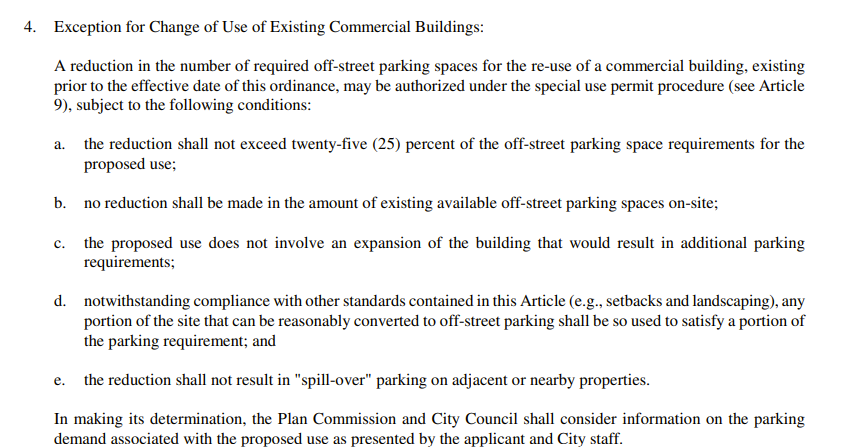 4. Exception for Change of Use of Existing Commercial Buildings:
A reduction in the number of required off-street parking spaces for the re-use of a commercial building, existing
prior to the effective date of this ordinance, may be authorized under the special use permit procedure (see Article
9), subject to the following conditions:
a. the reduction shall not exceed twenty-five (25) percent of the off-street parking space requirements for the
proposed use;
b. no reduction shall be made in the amount of existing available off-street parking spaces on-site;
c. the proposed use does not involve an expansion of the building that would result in additional parking
requirements;
d. notwithstanding compliance with other standards contained in this Article (e.g., setbacks and landscaping), any
portion of the site that can be reasonably converted to off-street parking shall be so used to satisfy a portion of
the parking requirement; and
e. the reduction shall not result in "spill-over" parking on adjacent or nearby properties.
In making its determination, the Plan Commission and City Council shall consider information on the parking
demand associated with the proposed use as presented by the applicant and City staff.